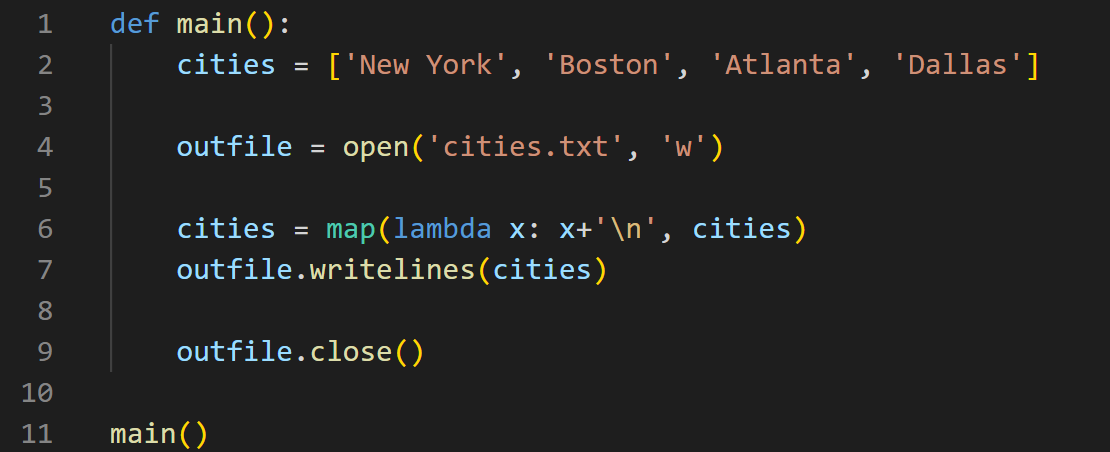 1 def main():
2     cities = ['New York', 'Boston', 'Atlanta', 'Dallas']
3
4     outfile = open('cities.txt', 'w')
5
6     cities = map(lambda x: x+'\n', cities)
7     outfile.writelines(cities)
8
9     outfile.close()
10
11 main()